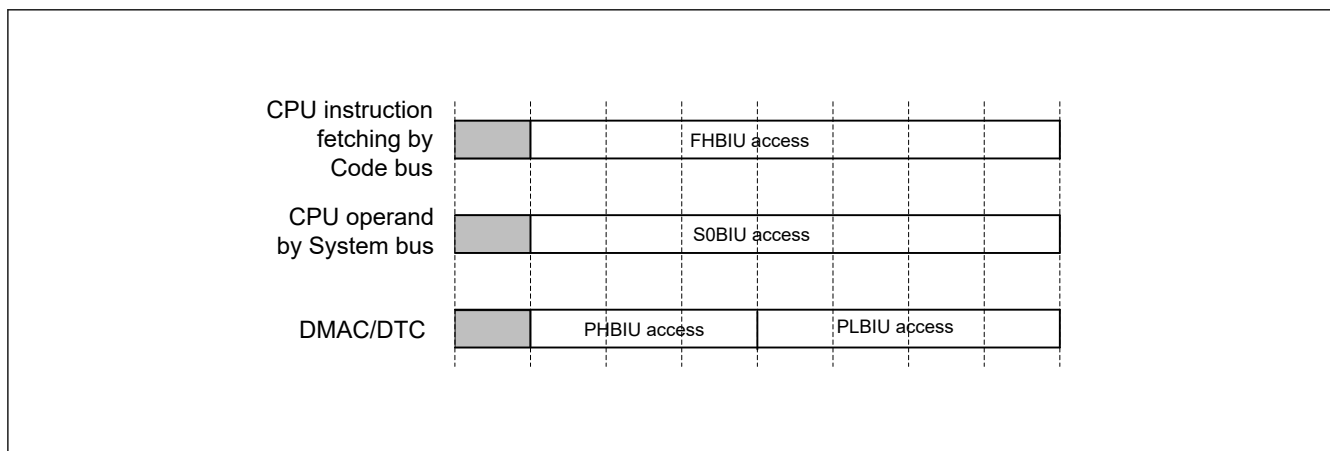 CPU instruction
fetching by
Code bus
FHBIU access
CPU operand
by System bus
S0BIU access
DMAC/DTC
PHBIU access
PLBIU access